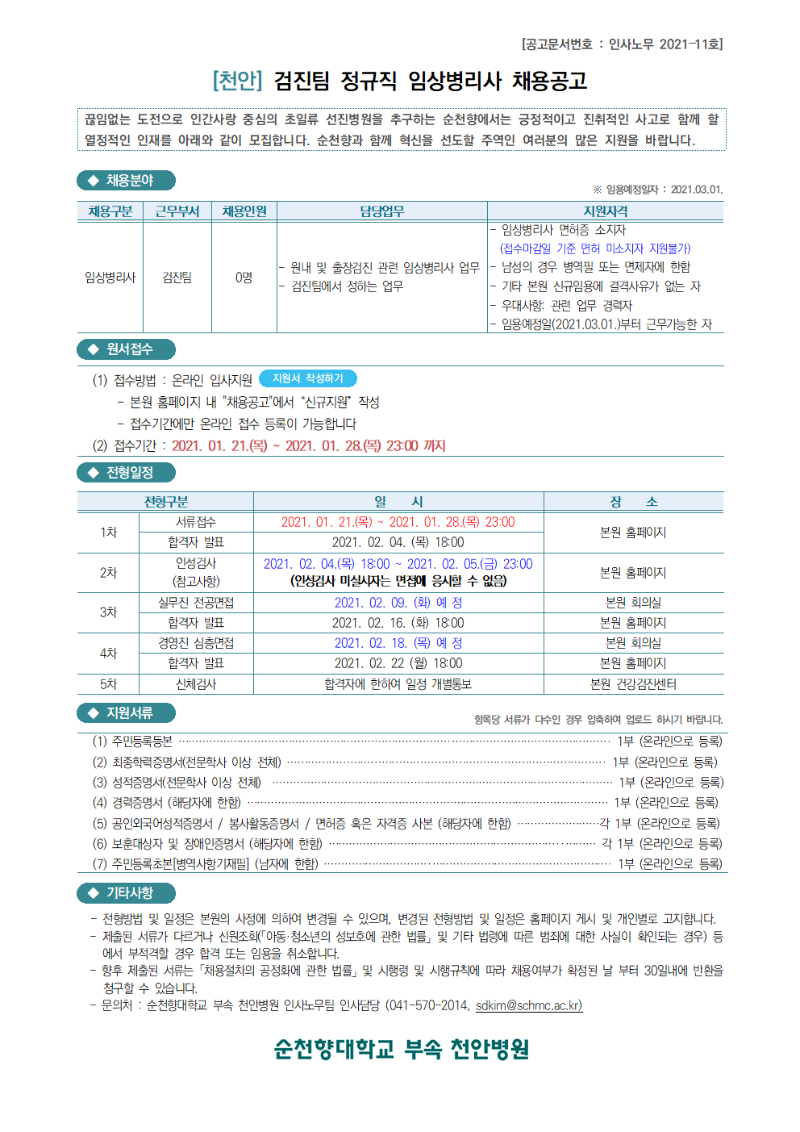 [공고문서번호 : 인사노무 2021-11호]
[천안] 검진팀 정규직 임상병리사 채용공고
끊임없는 도전으로 인간사랑 중심의 초일류 선진병원을 추구하는 순천향에서는 긍정적이고 진취적인 사고로 함께 할
열정적인 인재를 아래와 같이 모집합니다. 순천향과 함께 혁신을 선도할 주역인 여러분의 많은 지원을 바랍니다.
◆ 채용분야
※ 임용예정일자 : 2021.03.01.
채용구분 근무부서 채용인원 담당업무 지원자격
임상병리사 검진팀 0명
- 원내 및 출장검진 관련 임상병리사 업무
- 검진팀에서 정하는 업무
- 임상병리사 면허증 소지자
(접수마감일 기준 면허 미소지자 지원불가)
- 남성의 경우 병역필 또는 면제자에 한함
- 기타 본원 신규임용에 결격사유가 없는 자
- 우대사항: 관련 업무 경력자
- 임용예정일(2021.03.01.)부터 근무가능한 자
◆ 원서접수
(1) 접수방법 : 온라인 입사지원 지원서 작성하기
- 본원 홈페이지 내 "채용공고"에서 "신규지원" 작성
- 접수기간에만 온라인 접수 등록이 가능합니다
(2) 접수기간 : 2021. 01. 21.(목) ~ 2021. 01. 28.(목) 23:00 까지
◆ 전형일정
전형구분 일 시 장 소
1차 서류접수 2021. 01. 21.(목) ~ 2021. 01. 28.(목) 23:00 본원 홈페이지
합격자 발표 2021. 02. 04. (목) 18:00
2차 인성검사 (참고사항) 2021. 02. 04.(목) 18:00 ~ 2021. 02. 05.(금) 23:00 본원 홈페이지
(인성검사 미실시자는 면접에 응시할 수 없음)
3차 실무진 전공면접 2021. 02. 09. (화) 예 정 본원 회의실
합격자 발표 2021. 02. 16. (화) 18:00 본원 홈페이지
4차 경영진 심층면접 2021. 02. 18. (목) 예 정 본원 회의실
합격자 발표 2021. 02. 22 (월) 18:00 본원 홈페이지
5차 신체검사 합격자에 한하여 일정 개별통보 본원 건강검진센터
◆ 지원서류
항목당 서류가 다수인 경우 압축하여 업로드 하시기 바랍니다.
(1) 주민등록등본 ········ 1부 (온라인으로 등록)
(2) 최종학력증명서(전문학사 이상 전체) ········ 1부 (온라인으로 등록)
(3) 성적증명서(전문학사 이상 전체) ········ 1부 (온라인으로 등록)
(4) 경력증명서 (해당자에 한함) ········ 1부 (온라인으로 등록)
(5) 공인외국어성적증명서 / 봉사활동증명서 / 면허증 혹은 자격증 사본 (해당자에 한함) ········각 1부 (온라인으로 등록)
(6) 보훈대상자 및 장애인증명서 (해당자에 한함) ········ 각 1부 (온라인으로 등록)
(7) 주민등록초본[병역사항기재필] (남자에 한함) ········ 1부 (온라인으로 등록)
◆ 기타사항
- 전형방법 및 일정은 본원의 사정에 의하여 변경될 수 있으며, 변경된 전형방법 및 일정은 홈페이지 게시 및 개인별로 고지합니다.
- 제출된 서류가 다르거나 신원조회(「아동·청소년의 성보호에 관한 법률」 및 기타 법령에 따른 범죄에 대한 사실이 확인되는 경우) 등
에서 부적격할 경우 합격 또는 임용을 취소합니다.
- 향후 제출된 서류는 「채용절차의 공정화에 관한 법률」 및 시행령 및 시행규칙에 따라 채용여부가 확정된 날 부터 30일내에 반환을
청구할 수 있습니다.
- 문의처 : 순천향대학교 부속 천안병원 인사노무팀 인사담당 (041-570-2014, sdkim@schmc.ac.kr)
순천향대학교 부속 천안병원